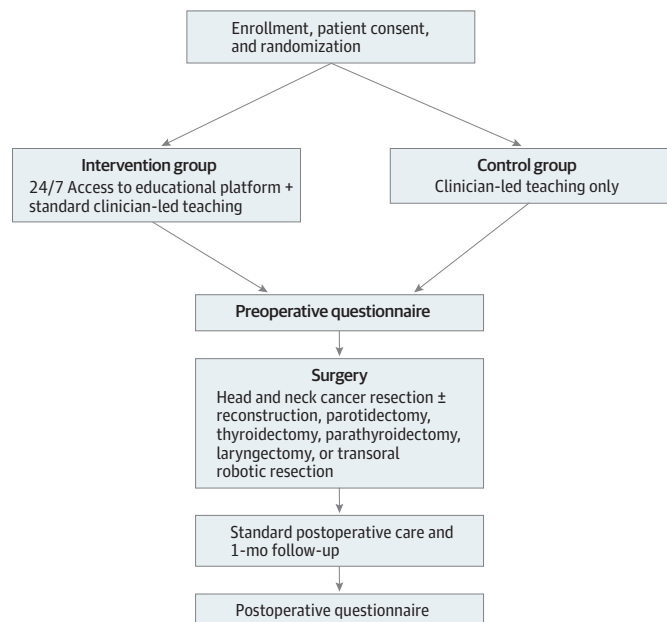 Enrollment, patient consent,
and randomization
Intervention group
24/7 Access to educational platform +
standard clinician-led teaching
Control group
Clinician-led teaching only
Preoperative questionnaire
Surgery
Head and neck cancer resection ±
reconstruction, parotidectomy,
thyroidectomy, parathyroidectomy,
laryngectomy, or transoral
robotic resection
Standard postoperative care and
1-mo follow-up
Postoperative questionnaire